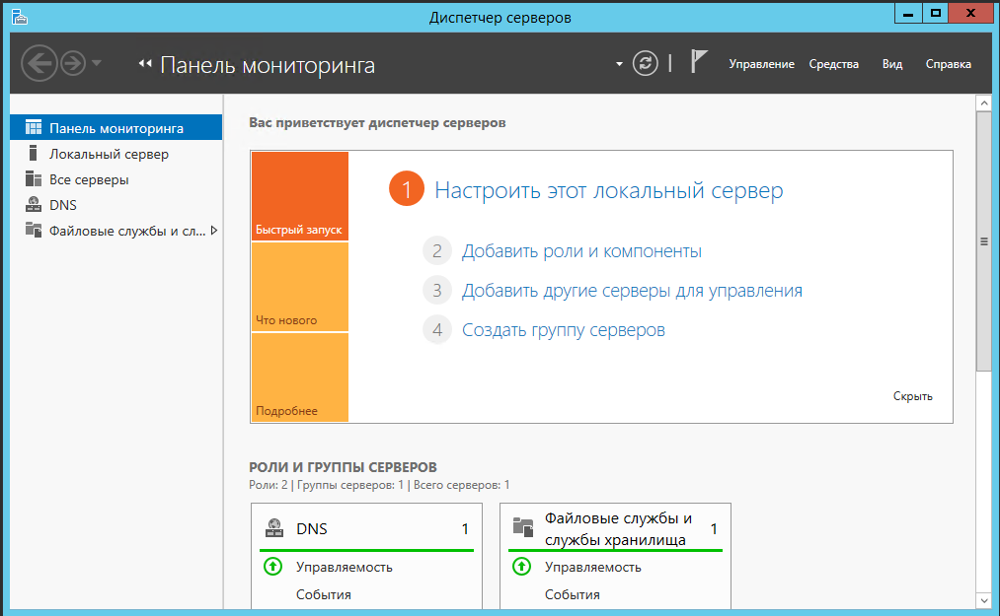 Диспетчер серверов
Панель мониторинга
Управление Средства Вид Справка
Панель мониторинга
Локальный сервер
Все серверы
DNS
Файловые службы и сл...
Вас приветствует диспетчер серверов
Быстрый запуск
Что нового
Подробнее
1 Настроить этот локальный сервер
2 Добавить роли и компоненты
3 Добавить другие серверы для управления
4 Создать группу серверов
Скрыть
РОЛИ И ГРУППЫ СЕРВЕРОВ
Роли: 2 | Группы серверов: 1 | Всего серверов: 1
DNS 1
Управляемость
События
Файловые службы и
службы хранилища 1
Управляемость
События